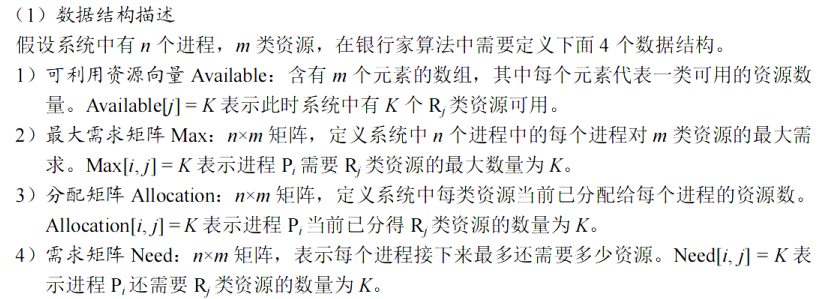 （1）数据结构描述
假设系统中有 n 个进程，m 类资源，在银行家算法中需要定义下面 4 个数据结构。
1）可利用资源向量 Available：含有 m 个元素的数组，其中每个元素代表一类可用的资源数
量。Available[j] = K 表示此时系统中有 K 个 Rj 类资源可用。
2）最大需求矩阵 Max：n×m 矩阵，定义系统中 n 个进程中的每个进程对 m 类资源的最大需
求。Max[i, j] = K 表示进程 Pi 需要 Rj 类资源的最大数量为 K。
3）分配矩阵 Allocation：n×m 矩阵，定义系统中每类资源当前已分配给每个进程的资源数。
Allocation[i, j] = K 表示进程 Pi 当前已分得 Rj 类资源的数量为 K。
4）需求矩阵 Need：n×m 矩阵，表示每个进程接下来最多还需要多少资源。Need[i, j] = K 表
示进程 Pi 还需要 Rj 类资源的数量为 K。